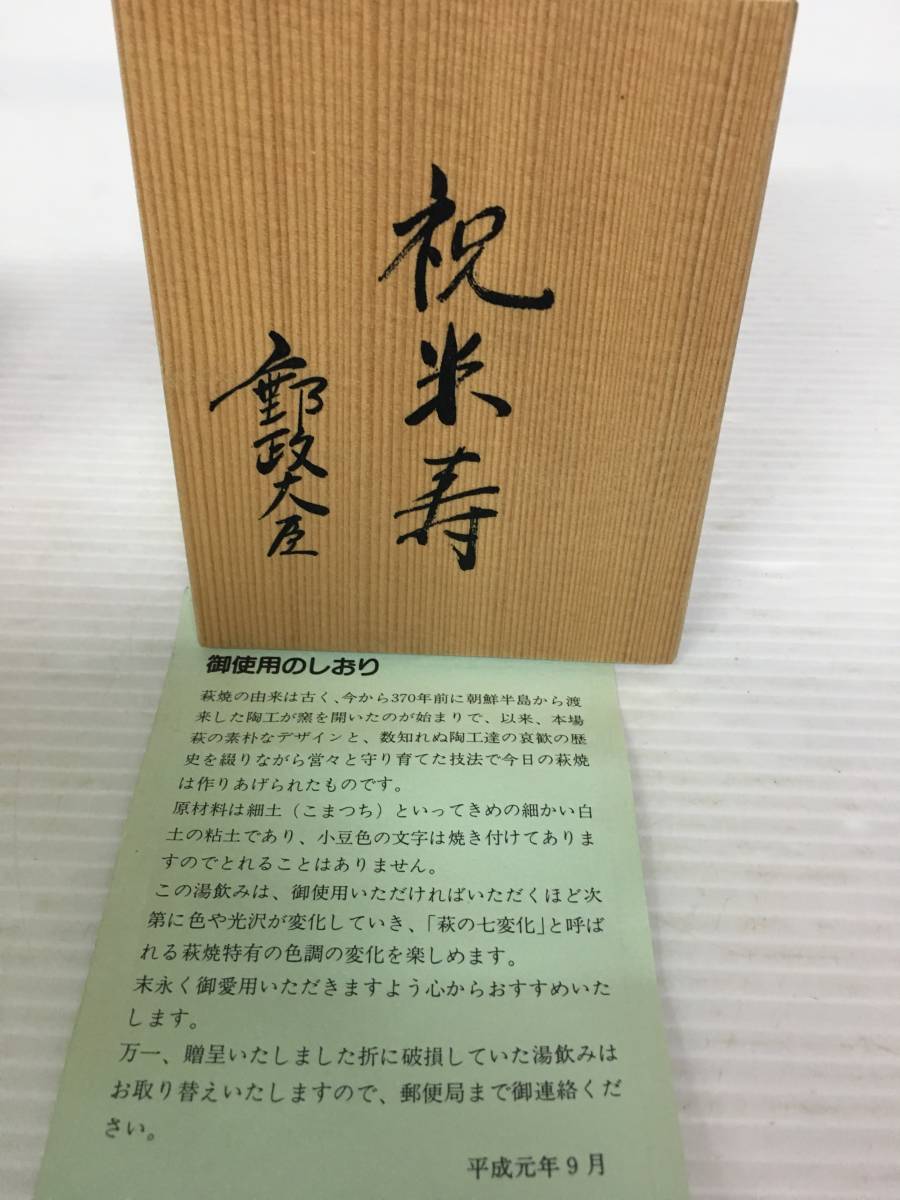 祝米寿
郵政大臣
御使用のしおり
萩焼の由来は古く、今から370年前に朝鮮半島から渡
来した陶工が窯を開いたのが始まりで、以来、本場
萩の素朴なデザインと、数知れぬ陶工達の哀歓の歴
史を綴りながら営々と守り育てた技法で今日の萩焼
は作りあげられたものです。
原材料は細土(こまつち)といってきめの細かい白
土の粘土であり、小豆色の文字は焼き付けてありま
すのでとれることはありません。
この湯飲みは、御使用いただければいただくほど次
第に色や光沢が変化していき、「萩の七変化」と呼ば
れる萩焼特有の色調の変化を楽しめます。
末永く御愛用いただきますよう心からおすすめいた
します。
万一、贈呈いたしました折に破損していた湯飲みは
お取り替えいたしますので、郵便局まで御連絡くだ
さい。
平成元年9月